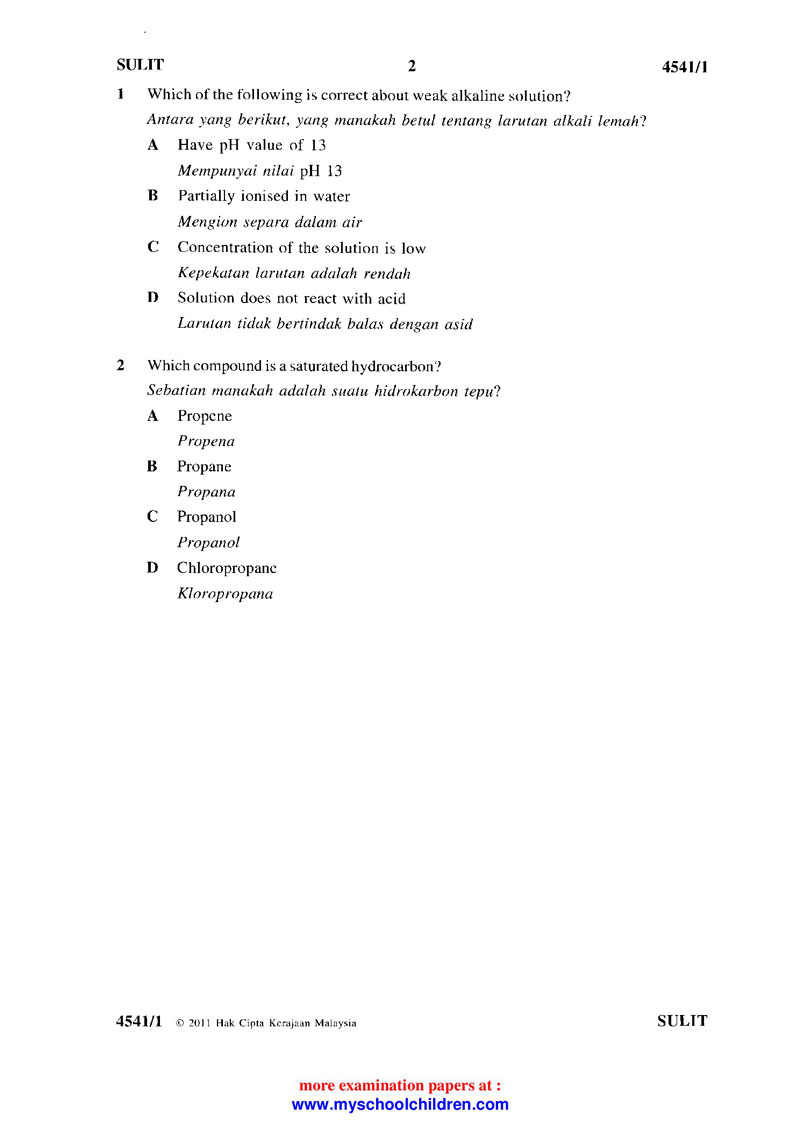 SULIT 2 4541/1
1 Which of the following is correct about weak alkaline solution?
Antara yang berikut, yang manakah betul tentang larutan alkali lemah?
A Have pH value of 13
Mempunyai nilai pH 13
B Partially ionised in water
Mengion separa dalam air
C Concentration of the solution is low
Kepekatan larutan adalah rendah
D Solution does not react with acid
Larutan tidak bertindak balas dengan asid
2 Which compound is a saturated hydrocarbon?
Sebatian manakah adalah suatu hidrokarbon tepu?
A Propene
Propena
B Propane
Propana
C Propanol
Propanol
D Chloropropane
Kloropropana
4541/1 © 2011 Hak Cipta Kerajaan Malaysia SULIT
more examination papers at :
www.myschoolchildren.com